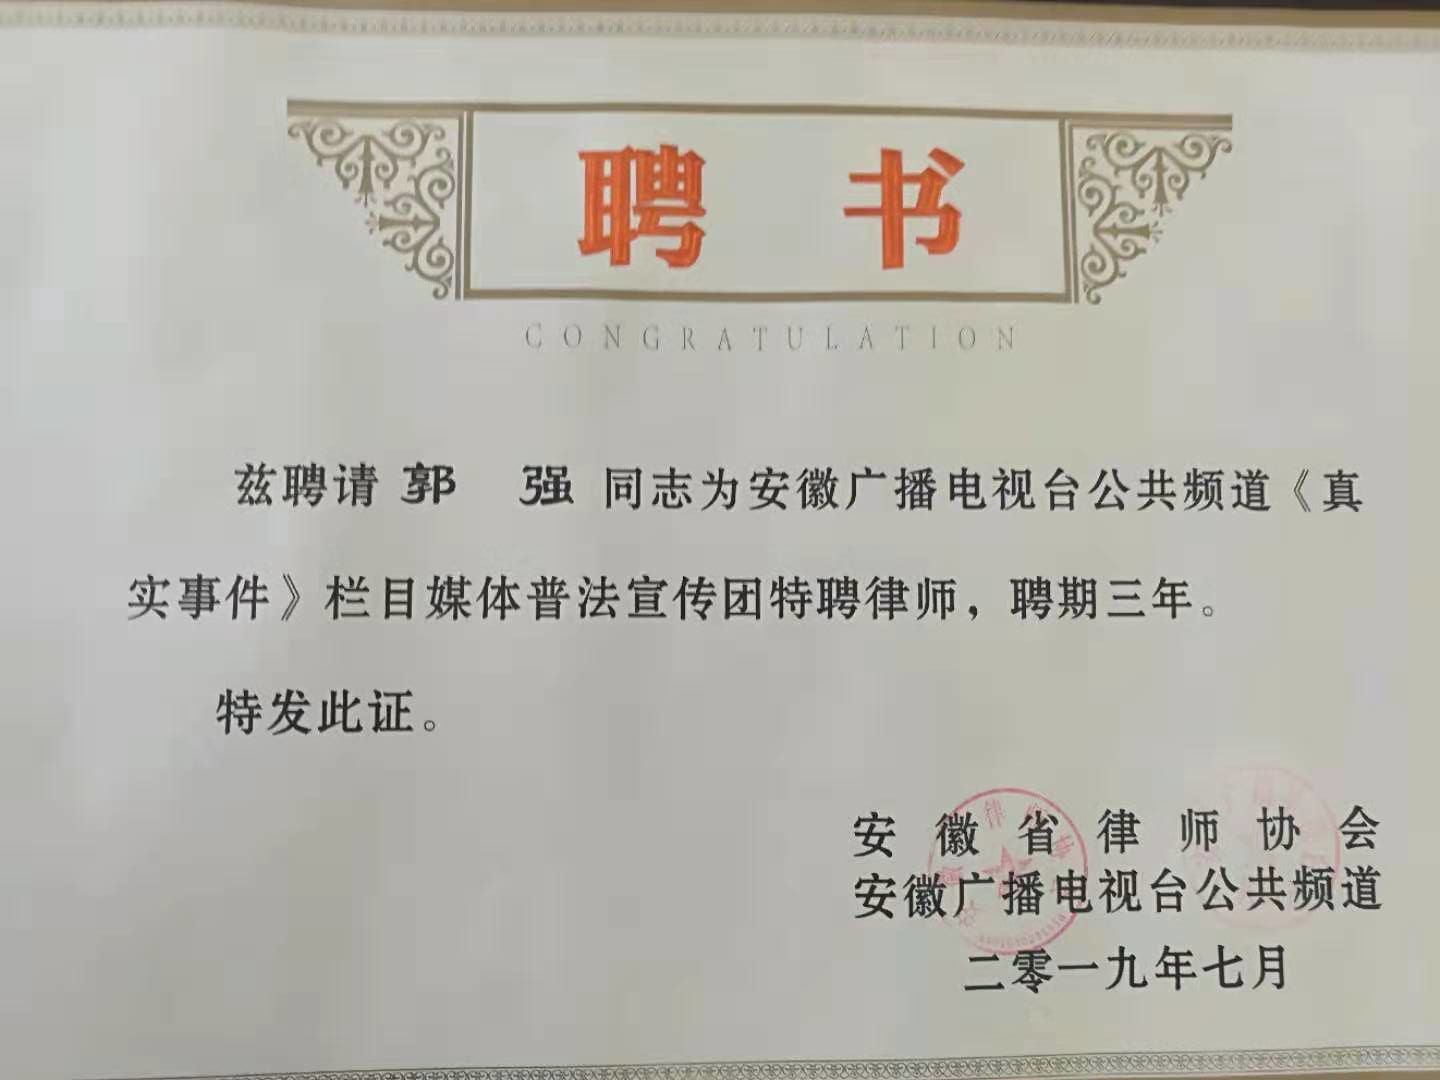 聘书
CONGRATULATION
兹聘请 郭 强 同志为安徽广播电视台公共频道《真
实事件》栏目媒体普法宣传团特聘律师，聘期三年。
特发此证。
安徽省律师协会
安徽广播电视台公共频道
二零一九年七月